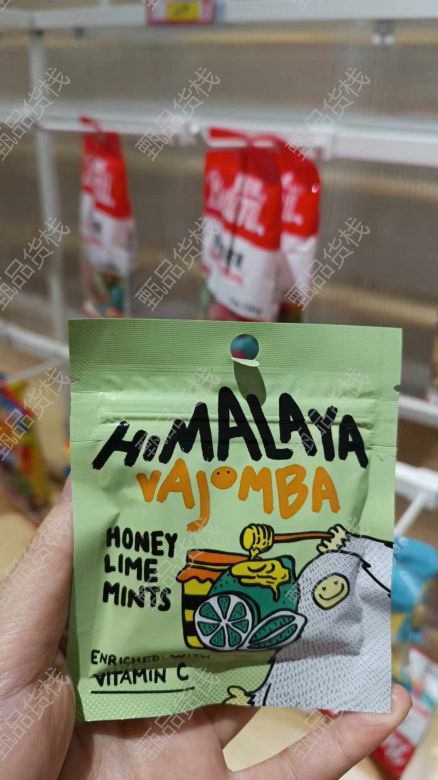 HiMALAYA
VAJOMBA
HONEY
LIME
MINTS
ENRICHED WITH
VITAMIN C
甄品货栈